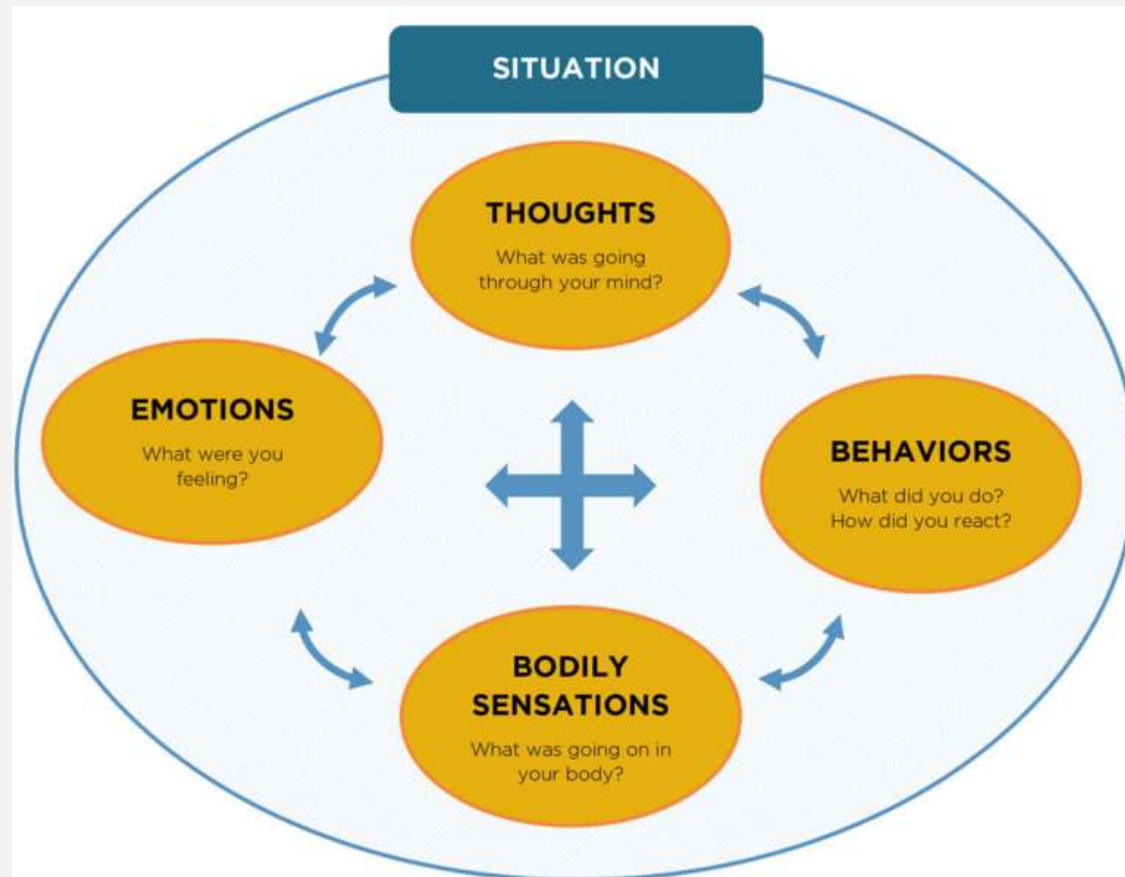 SITUATION
THOUGHTS
What was going
through your mind?
EMOTIONS
What were you
feeling?
BEHAVIORS
What did you do?
How did you react?
BODILY
SENSATIONS
What was going on in
your body?